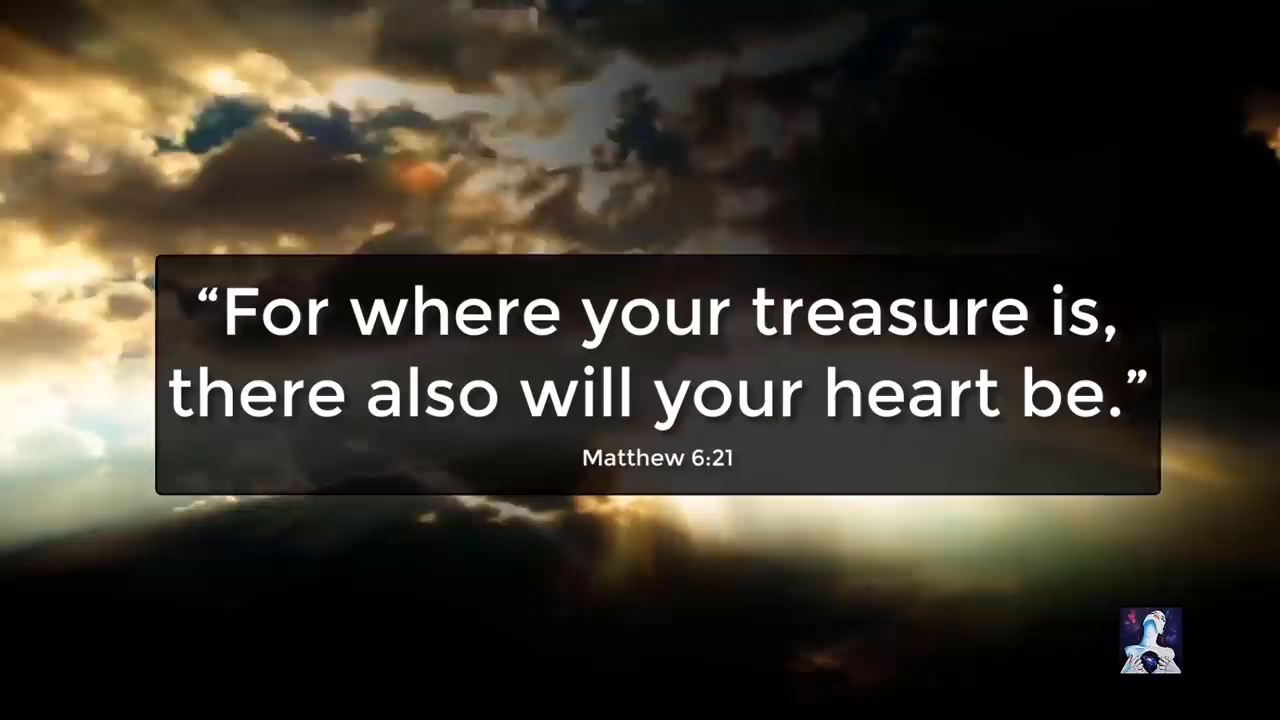 “For where your treasure is,
there also will your heart be.”
Matthew 6:21